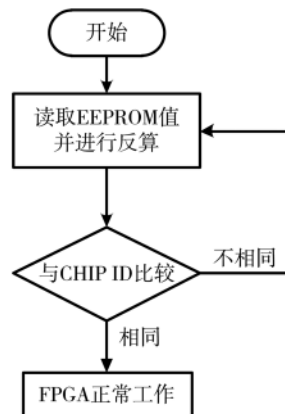 开始
读取EEPROM值
并进行反算
与CHIP ID比较
不相同
相同
FPGA正常工作